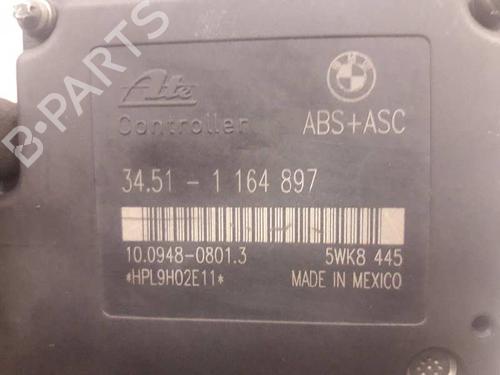 B-PARTS
Ate
BMW
Controller ABS+ASC
34.51 - 1 164 897
10.0948-0801.3 5WK8 445
*HPL9H02E11* MADE IN MEXICO